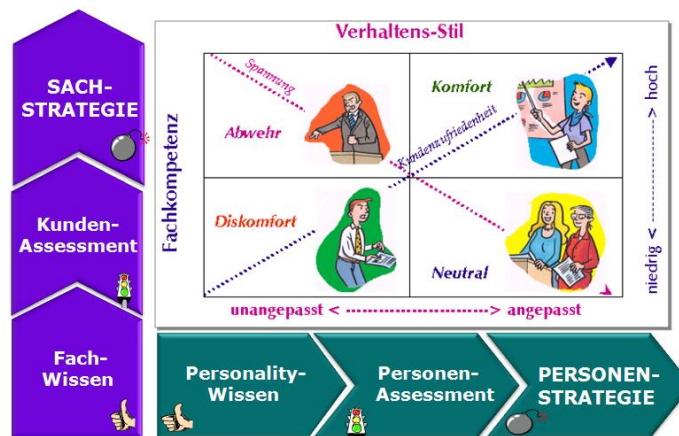 Verhaltens-Stil
SACH-
STRATEGIE
Kunden-
Assessment
Fach-
Wissen
Fachkompetenz
Spannung
Abwehr
Komfort
Kundenzufriedenheit
Diskomfort
Neutral
hoch
niedrig < ---------- >
unangepasst < ---------------------- > angepasst
Personality-
Wissen
Personen-
Assessment
PERSONEN-
STRATEGIE